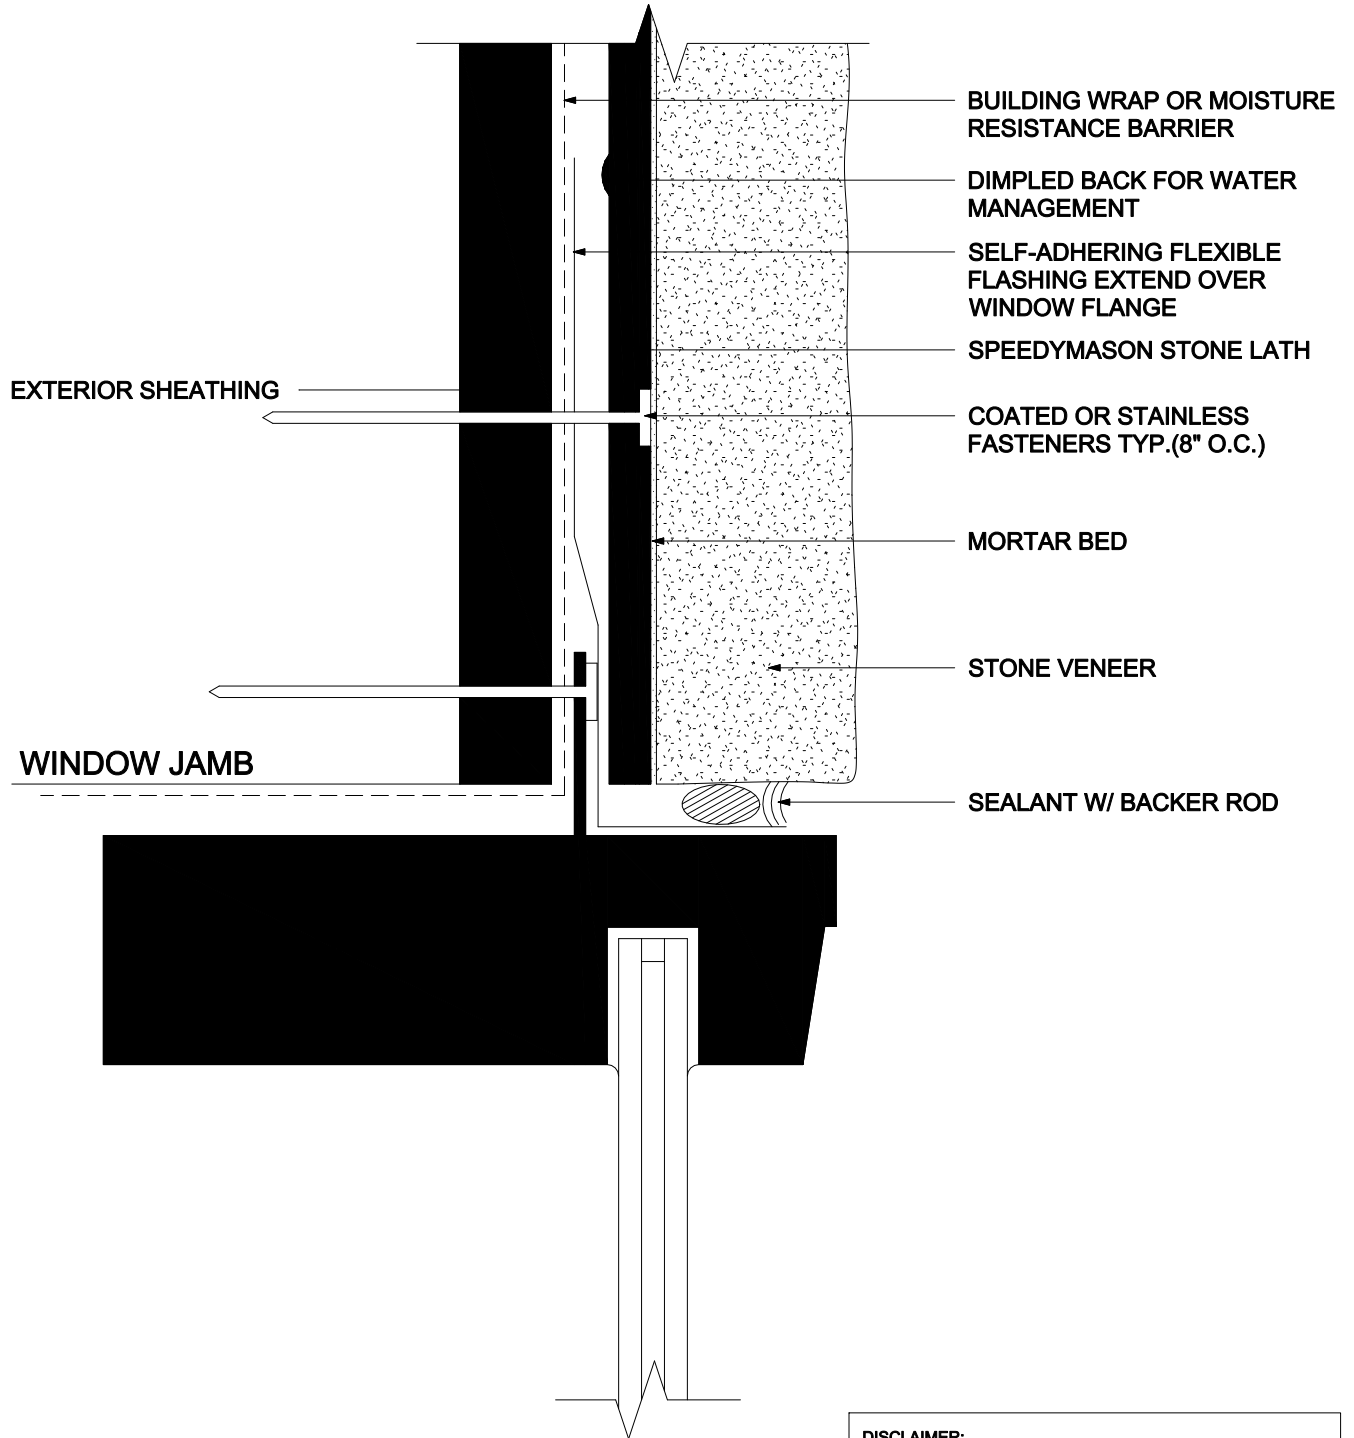 BUILDING WRAP OR MOISTURE
RESISTANCE BARRIER
DIMPLED BACK FOR WATER
MANAGEMENT
SELF-ADHERING FLEXIBLE
FLASHING EXTEND OVER
WINDOW FLANGE
SPEEDYMASON STONE LATH
EXTERIOR SHEATHING
COATED OR STAINLESS
FASTENERS TYP.(8" O.C.)
MORTAR BED
STONE VENEER
WINDOW JAMB
SEALANT W/ BACKER ROD
DISCLAIMER: